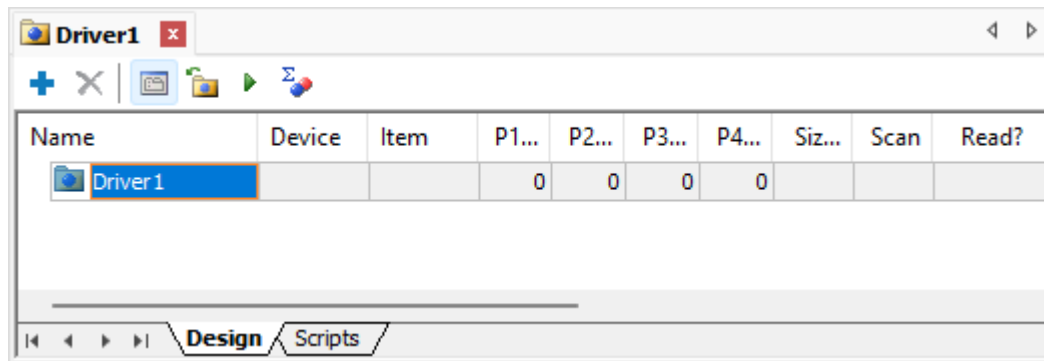 Driver1
Name Device Item P1... P2... P3... P4... Siz... Scan Read?
Driver1 0 0 0 0
Design Scripts